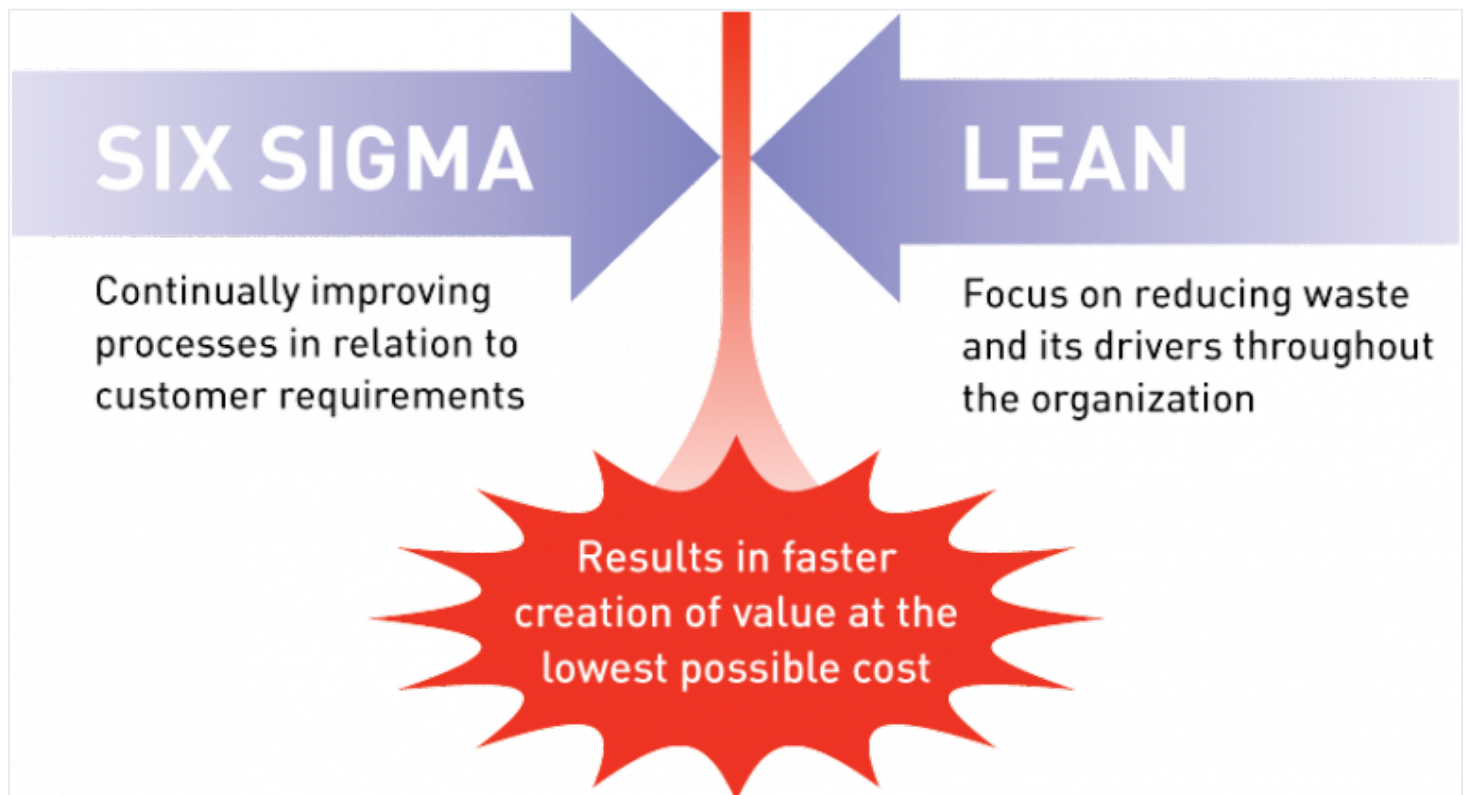 SIX SIGMA
Continually improving
processes in relation to
customer requirements
LEAN
Focus on reducing waste
and its drivers throughout
the organization
Results in faster
creation of value at the
lowest possible cost